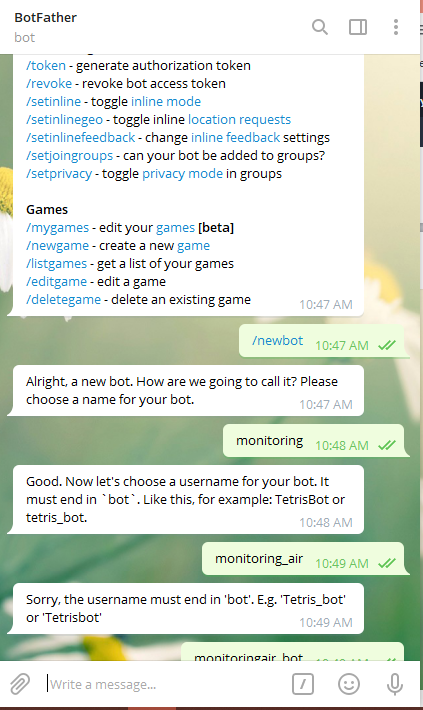 BotFather
bot
/token - generate authorization token
/revoke - revoke bot access token
/setinline - toggle inline mode
/setinlinegeo - toggle inline location requests
/setinlinefeedback - change inline feedback settings
/setjoingroups - can your bot be added to groups?
/setprivacy - toggle privacy mode in groups
Games
/mygames - edit your games [beta]
/newgame - create a new game
/listgames - get a list of your games
/editgame - edit a game
/deletegame - delete an existing game
10:47 AM
/newbot 10:47 AM
Alright, a new bot. How are we going to call it? Please
choose a name for your bot.
10:47 AM
monitoring 10:48 AM
Good. Now let's choose a username for your bot. It
must end in `bot`. Like this, for example: TetrisBot or
tetris_bot.
10:48 AM
monitoring_air 10:49 AM
Sorry, the username must end in 'bot'. E.g. 'Tetris_bot'
or 'Tetrisbot'
10:49 AM
monitoringair_bot
Write a message...